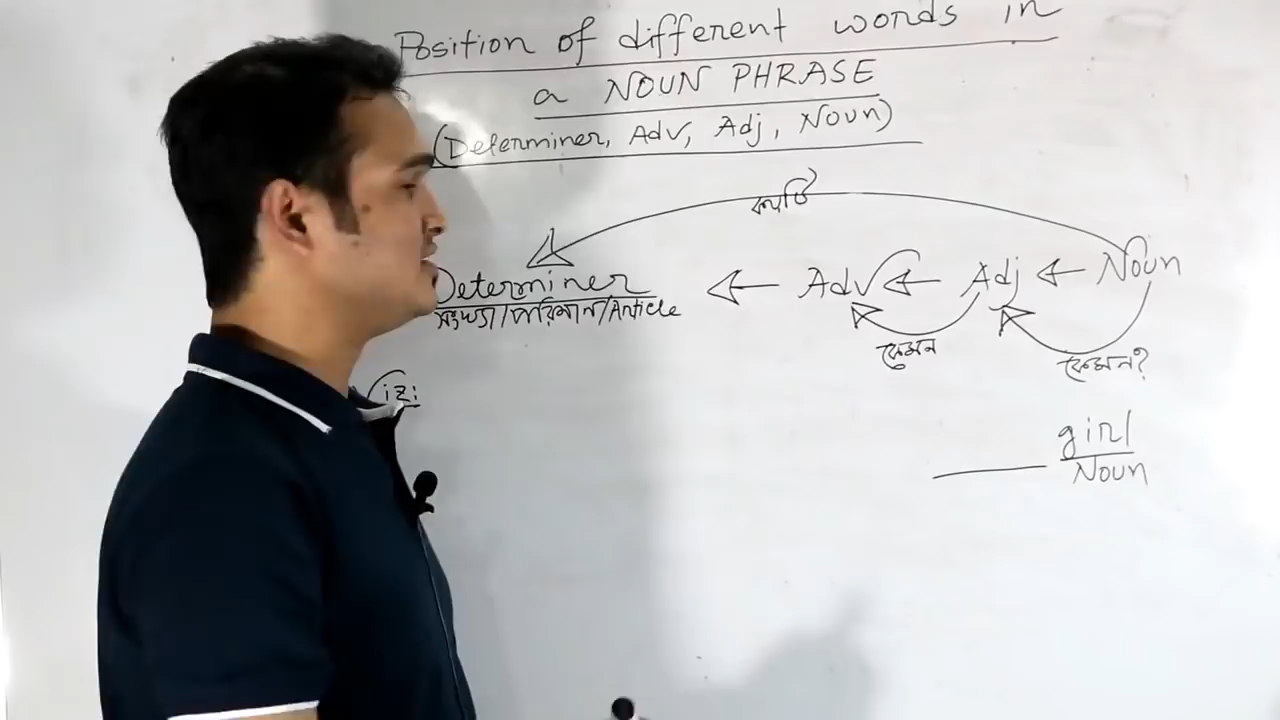 Position of different words in
a NOUN PHRASE
(Determiner, Adv, Adj, Noun)
কয়টি
Determiner ← Adv ← Adj ← Noun
সংখ্যা/পরিমান/Article
কেমন
কেমন?
viz:
girl
Noun